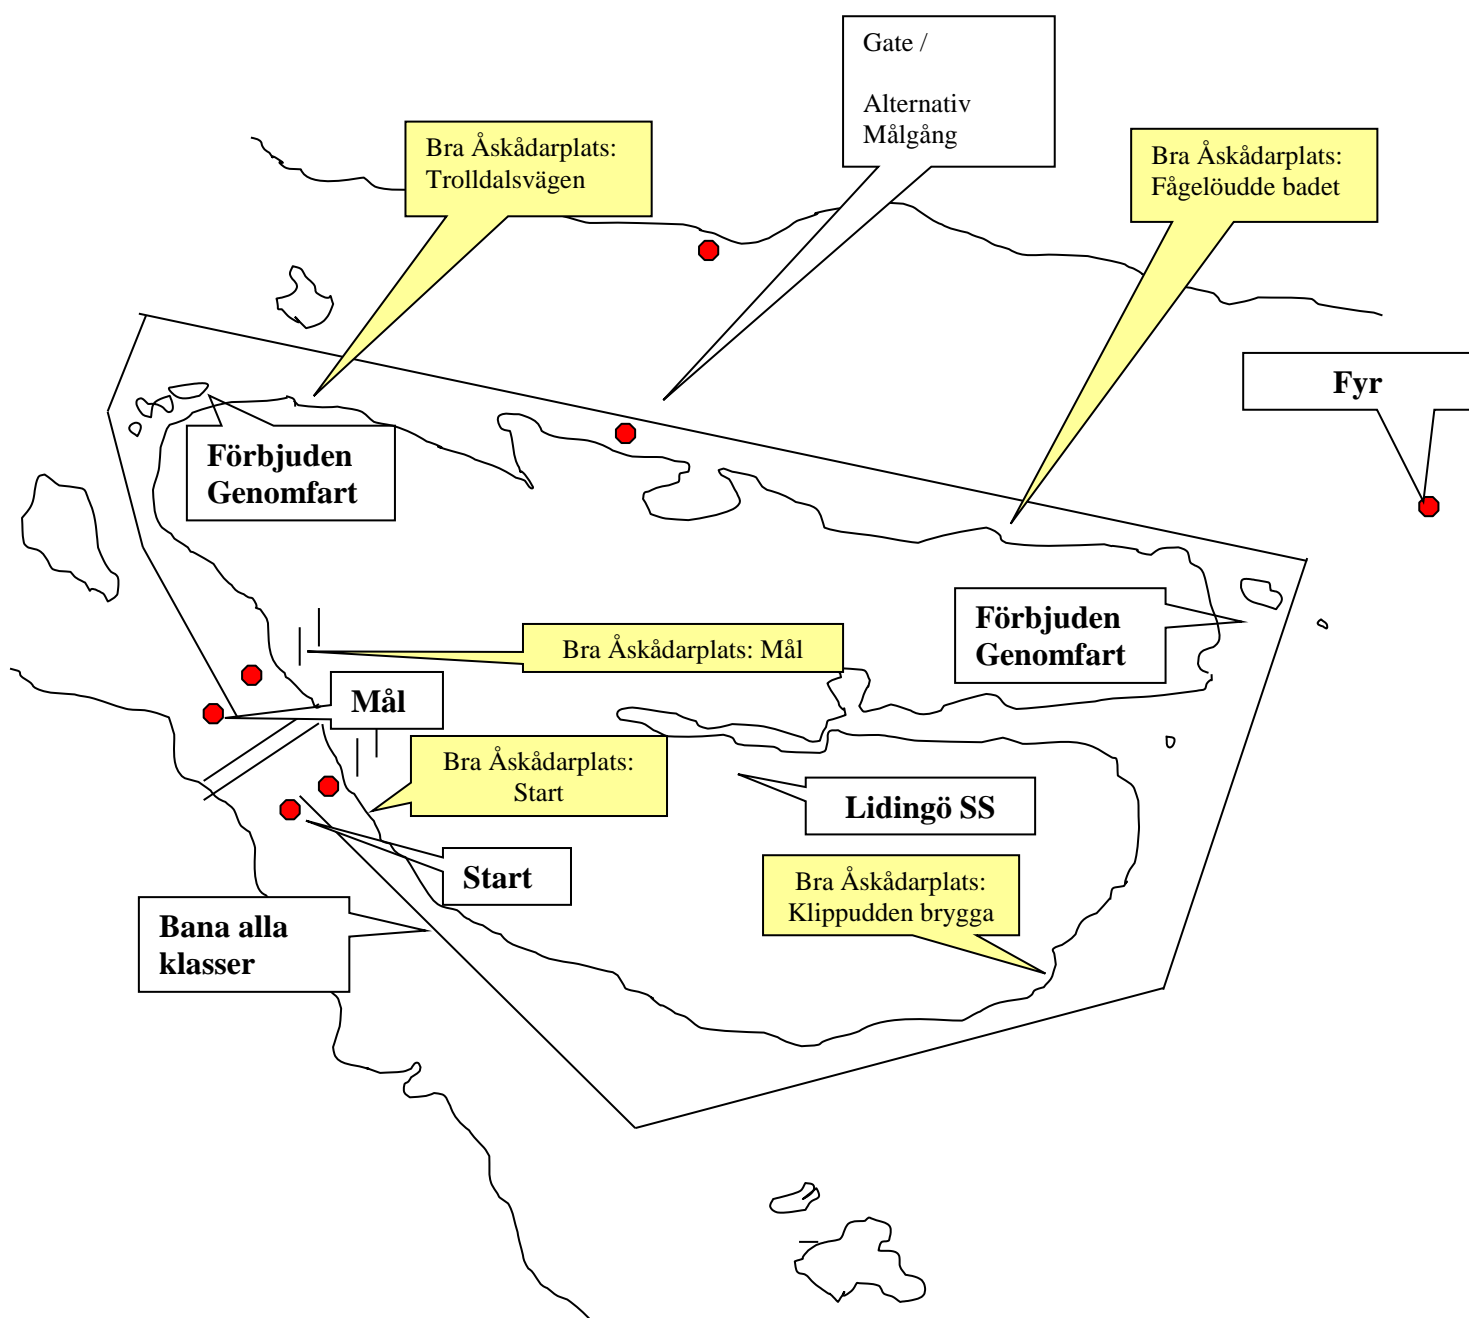 Gate /
Alternativ
Målgång
Bra Åskådarplats:
Trolldalsvägen
Bra Åskådarplats:
Fågelöudde badet
Fyr
Förbjuden
Genomfart
Förbjuden
Genomfart
Bra Åskådarplats: Mål
Mål
Bra Åskådarplats:
Start
Lidingö SS
Start
Bra Åskådarplats:
Klippudden brygga
Bana alla
klasser